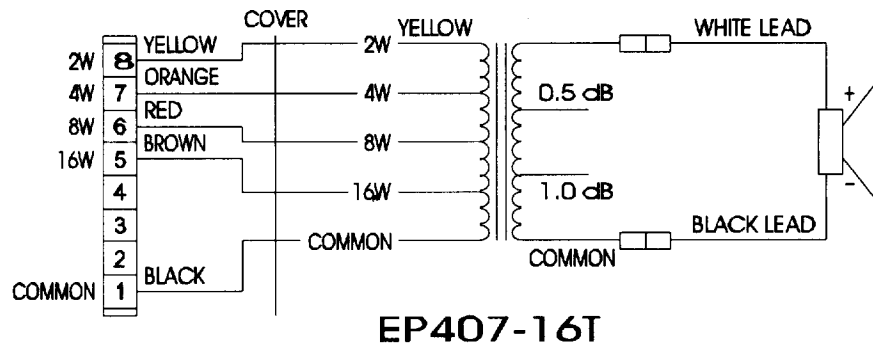 COVER
YELLOW
2W YELLOW
WHITE LEAD
2W 8
ORANGE
4W 7
4W
0.5 dB
+
RED
8W 6
BROWN
8W
16W 5
4
16W
1.0 dB
-
3
COMMON
BLACK LEAD
2
BLACK
COMMON
COMMON 1
EP407-16T